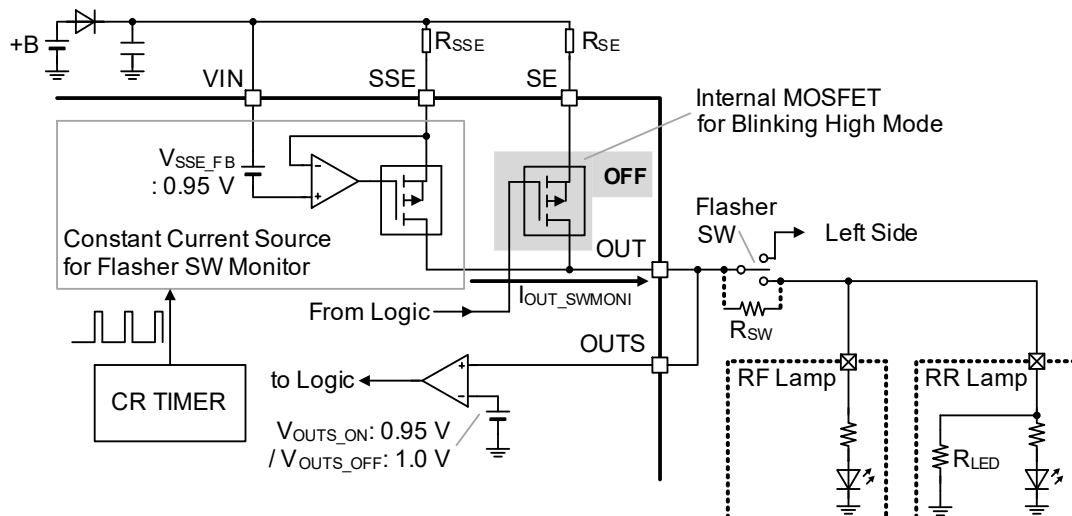 +B
RSSE
RSE
VIN
SSE
SE
Internal MOSFET
for Blinking High Mode
VSSE_FB
: 0.95 V
OFF
Constant Current Source
for Flasher SW Monitor
Flasher
SW
Left Side
OUT
IOUT_SWMONI
From Logic
RSW
OUTS
to Logic
CR TIMER
VOUTS_ON: 0.95 V
/ VOUTS_OFF: 1.0 V
RF Lamp
RR Lamp
RLED